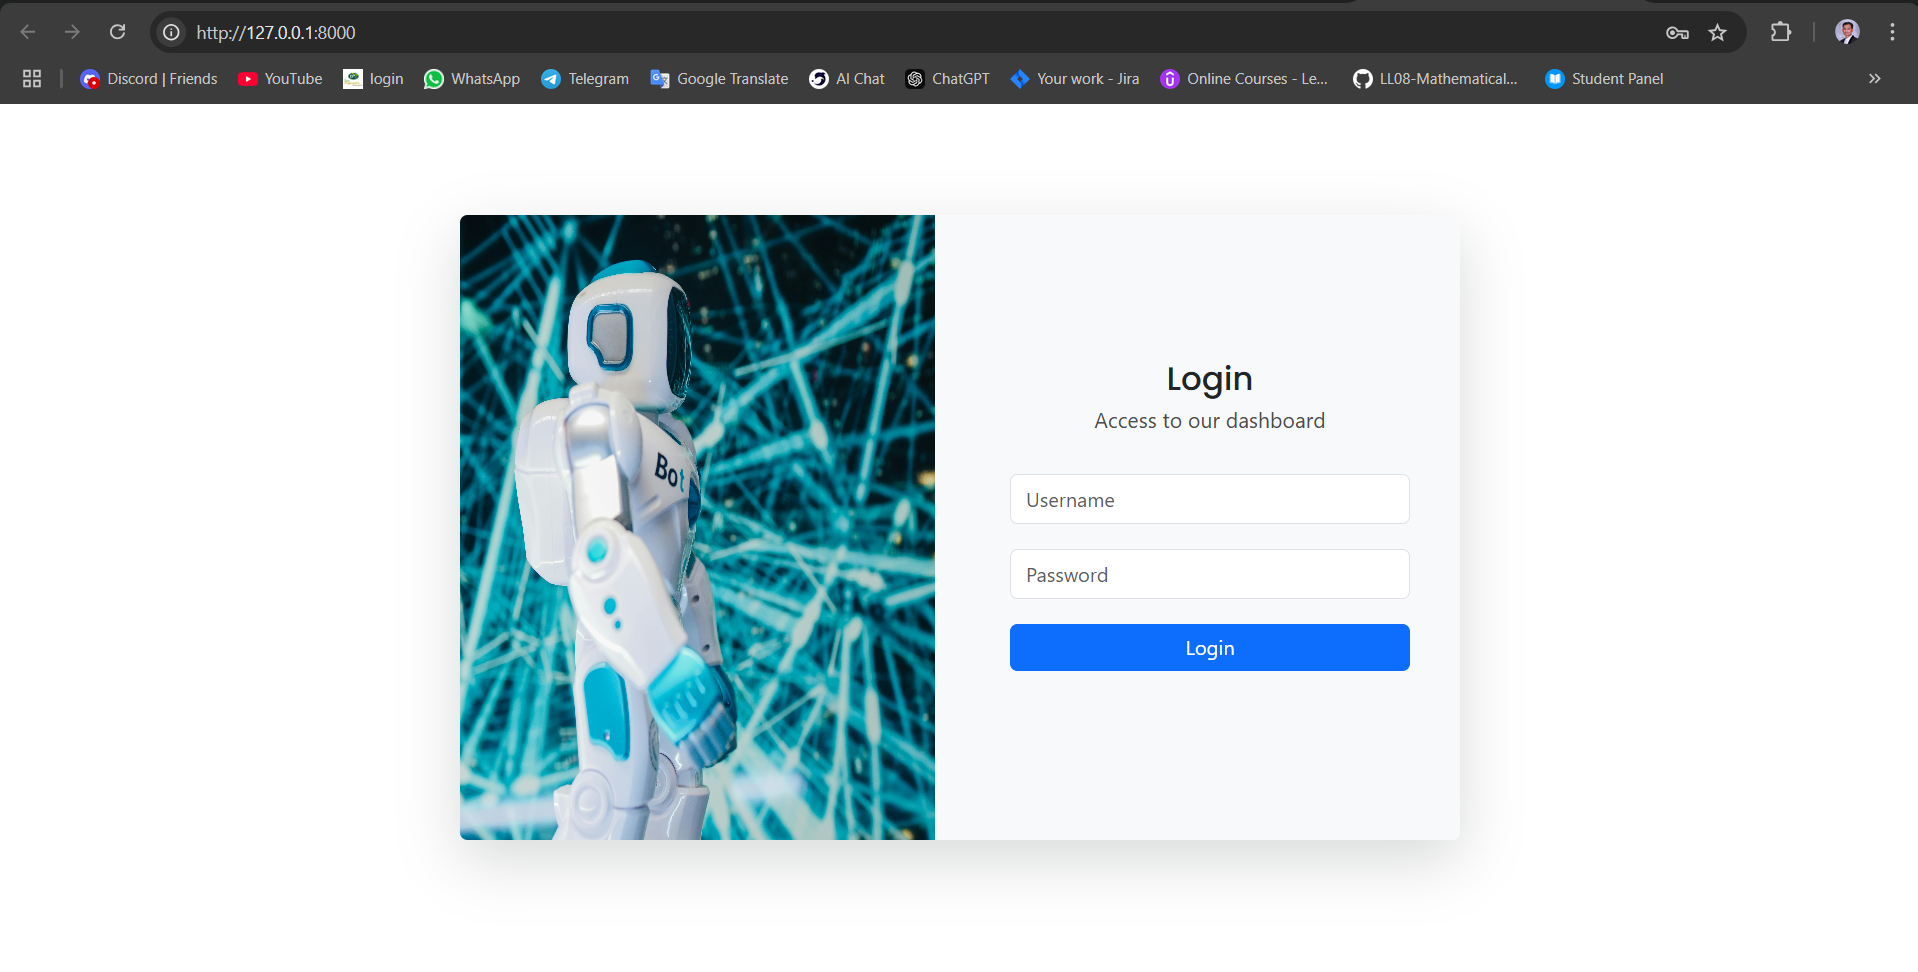 http://127.0.0.1:8000
Discord | Friends YouTube login WhatsApp Telegram Google Translate AI Chat ChatGPT Your work - Jira Online Courses - Le... LL08-Mathematical... Student Panel »
Bot
Login
Access to our dashboard
Username
Password
Login